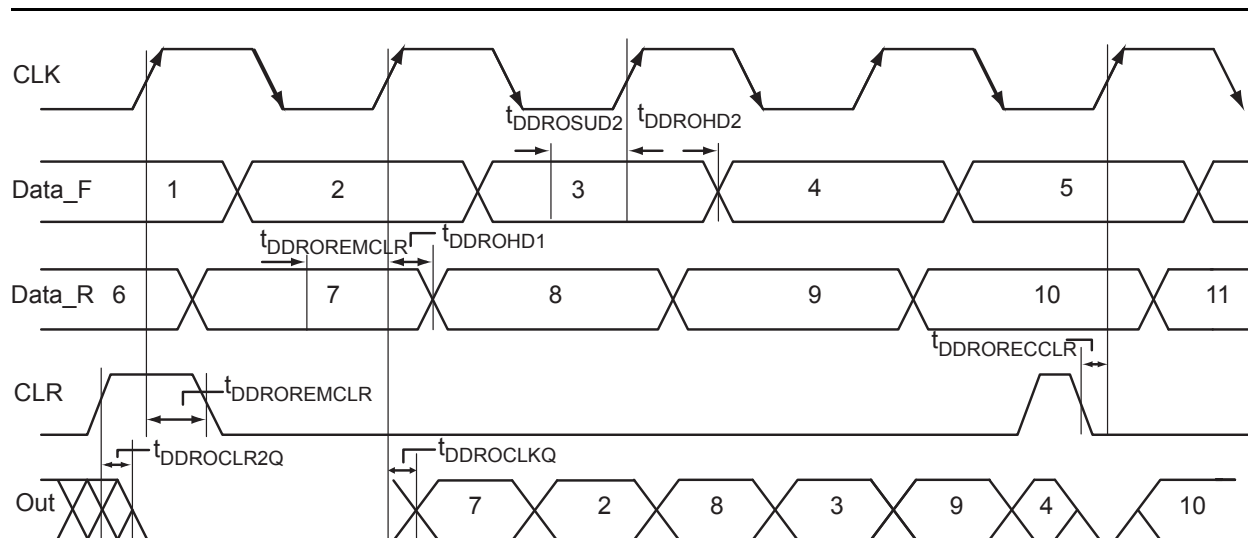 CLK
tDDROSUD2 tDDROHD2
Data_F 1 2 3 4 5
tDDROREMCLR tDDROHD1
Data_R 6 7 8 9 10 11
tDDRORECCLR
CLR
tDDROREMCLR
tDDROCLR2Q tDDROCLKQ
Out 7 2 8 3 9 4 10